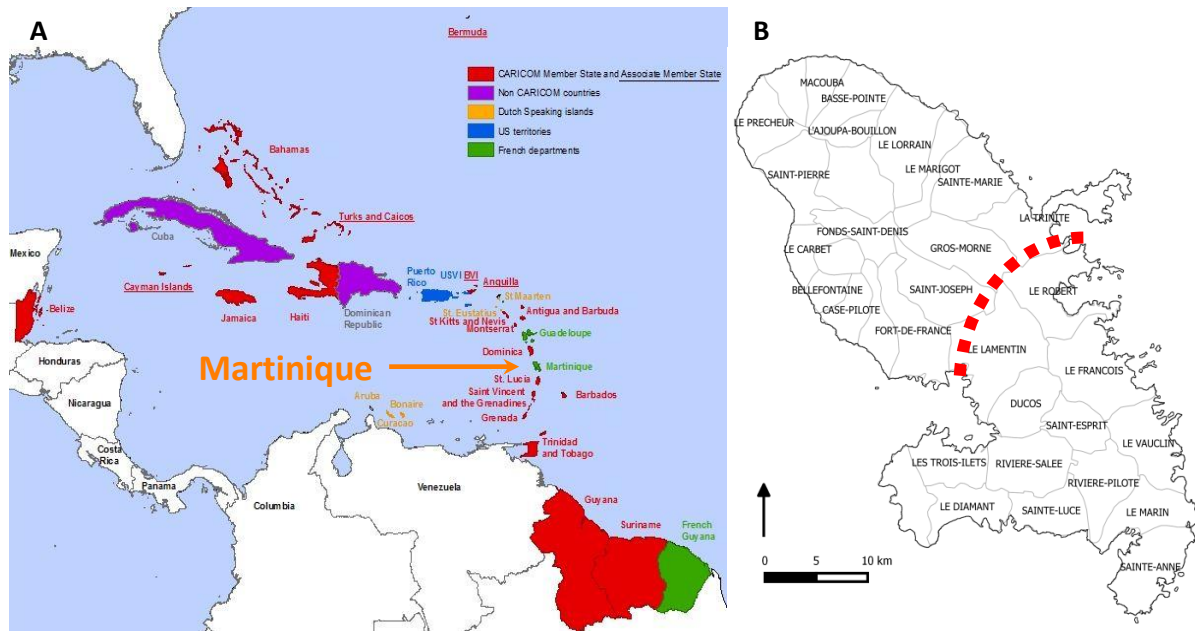 A
Bermuda
CARICOM Member State and Associate Member State
Non CARICOM countries
Dutch Speaking islands
US territories
French departments
Bahamas
Turks and Caicos
Cuba
Mexico
Cayman Islands
Belize
Jamaica
Haiti
Dominican
Republic
Puerto
Rico
USVI
BVI
Anguilla
St Maarten
St. Eustatius
St Kitts and Nevis
Antigua and Barbuda
Montserrat
Guadeloupe
Honduras
Dominica
Martinique
Martinique
St. Lucia
Saint Vincent
and the Grenadines
Barbados
Grenada
Nicaragua
Aruba
Bonaire
Curacao
Costa
Rica
Panama
Trinidad
and Tobago
Venezuela
Columbia
Guyana
Suriname
French
Guyana
B
MACOUBA
BASSE-POINTE
LE PRECHEUR
L'AJOUPA-BOUILLON
LE LORRAIN
LE MARIGOT
SAINT-PIERRE
SAINTE-MARIE
LA TRINITE
FONDS-SAINT-DENIS
LE CARBET
GROS-MORNE
BELLEFONTAINE
SAINT-JOSEPH
LE ROBERT
CASE-PILOTE
FORT-DE-FRANCE
LE LAMENTIN
LE FRANCOIS
DUCOS
SAINT-ESPRIT
LE VAUCLIN
LES TROIS-ILETS
RIVIERE-SALEE
RIVIERE-PILOTE
LE DIAMANT
SAINTE-LUCE
LE MARIN
SAINTE-ANNE
0 5 10 km